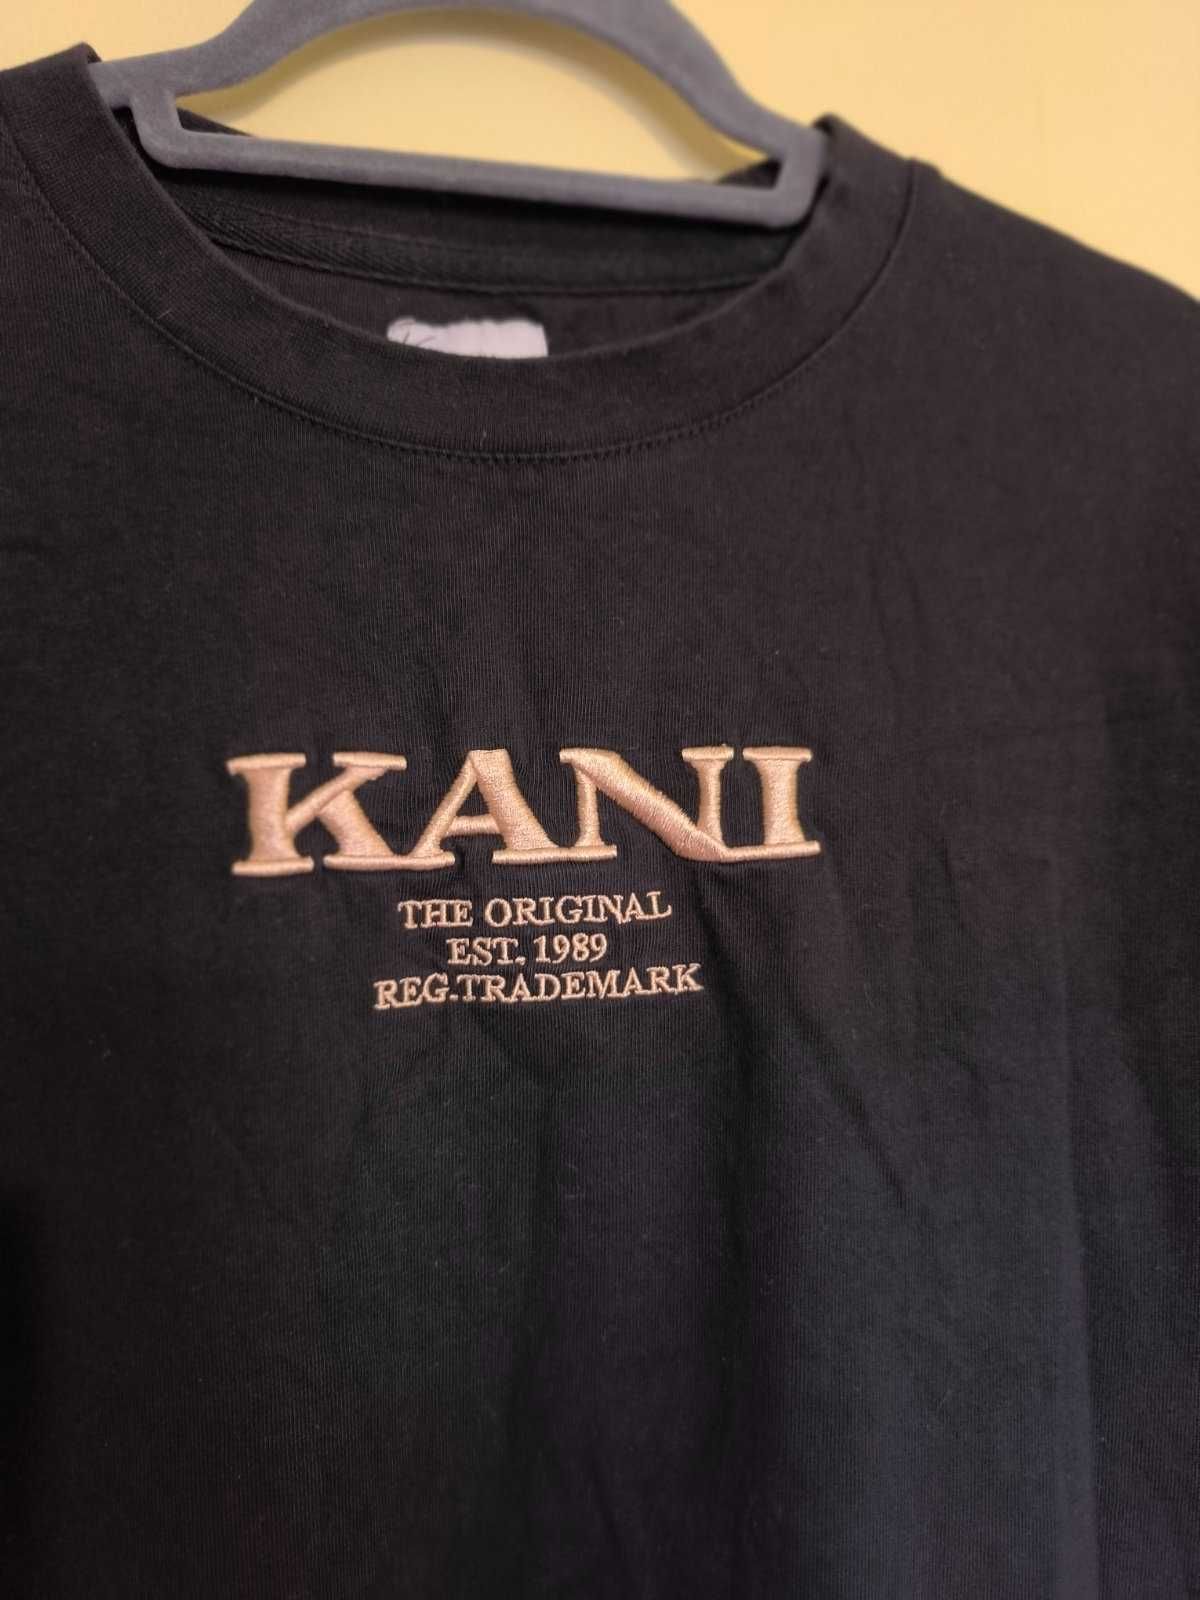 KANI
THE ORIGINAL
EST. 1989
REG.TRADEMARK